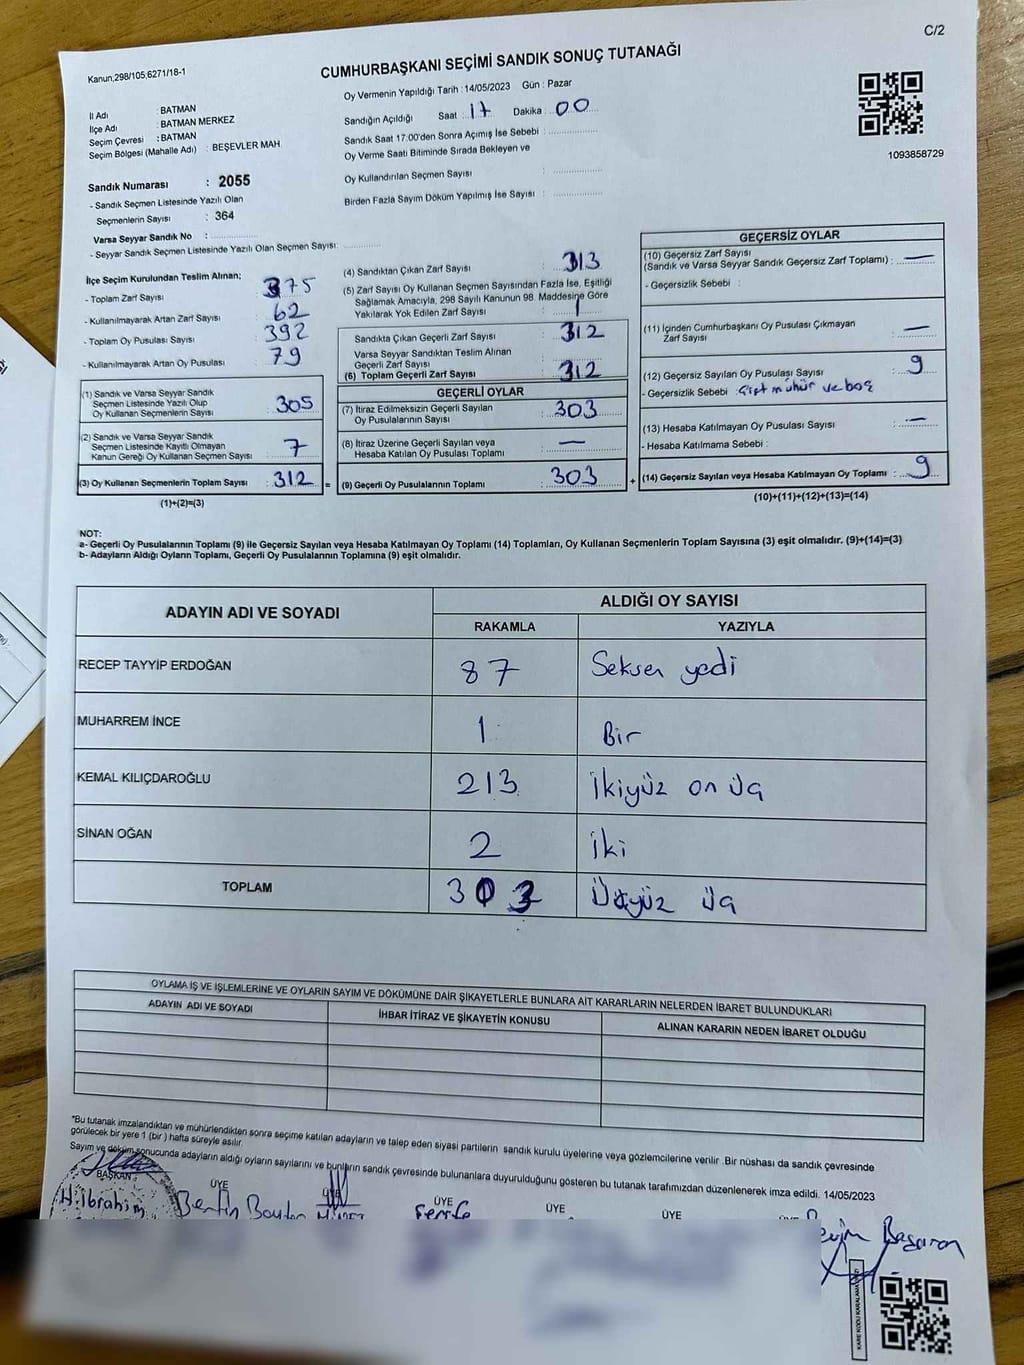 C/2
Kanun,298/105,6271/18-1
CUMHURBAŞKANI SEÇİMİ SANDIK SONUÇ TUTANAĞI
İl Adı : BATMAN
İlçe Adı : BATMAN MERKEZ
Seçim Çevresi : BATMAN
Seçim Bölgesi (Mahalle Adı) : BEŞEVLER MAH
Sandık Numarası : 2055
- Sandık Seçmen Listesinde Yazılı Olan
Seçmenlerin Sayısı : 364
Varsa Seyyar Sandık No :
- Seyyar Sandık Seçmen Listesinde Yazılı Olan Seçmen Sayısı:
Oy Vermenin Yapıldığı Tarih : 14/05/2023 Gün : Pazar
Sandığın Açıldığı Saat 17 Dakika 00
Sandık Saat 17:00'den Sonra Açımış İse Sebebi :
Oy Verme Saati Bitiminde Sırada Bekleyen ve
Oy Kullandırılan Seçmen Sayısı :
Birden Fazla Sayım Döküm Yapılmış İse Sayısı :
1093858729
İlçe Seçim Kurulundan Teslim Alınan;
- Toplam Zarf Sayısı : 375
- Kullanılmayarak Artan Zarf Sayısı : 62
- Toplam Oy Pusulası Sayısı : 392
- Kullanılmayarak Artan Oy Pusulası : 79
(1) Sandık ve Varsa Seyyar Sandık
Seçmen Listesinde Yazılı Olup
Oy Kullanan Seçmenlerin Sayısı : 305
(2) Sandık ve Varsa Seyyar Sandık
Seçmen Listesinde Kayıtlı Olmayan
Kanun Gereği Oy Kullanan Seçmen Sayısı : 7
(3) Oy Kullanan Seçmenlerin Toplam Sayısı : 312 =
(1)+(2)=(3)
(4) Sandıktan Çıkan Zarf Sayısı : 313
(5) Zarf Sayısı Oy Kullanan Seçmen Sayısından Fazla İse, Eşitliği
Sağlamak Amacıyla, 298 Sayılı Kanunun 98. Maddesine Göre
Yakılarak Yok Edilen Zarf Sayısı : 1
Sandıkta Çıkan Geçerli Zarf Sayısı : 312
Varsa Seyyar Sandıktan Teslim Alınan
Geçerli Zarf Sayısı :
(6) Toplam Geçerli Zarf Sayısı : 312
GEÇERLİ OYLAR
(7) İtiraz Edilmeksizin Geçerli Sayılan
Oy Pusulalarının Sayısı : 303
(8) İtiraz Üzerine Geçerli Sayılan veya
Hesaba Katılan Oy Pusulası Toplamı : —
(9) Geçerli Oy Pusulalarının Toplamı : 303 +
GEÇERSİZ OYLAR
(10) Geçersiz Zarf Sayısı
(Sandık ve Varsa Seyyar Sandık Geçersiz Zarf Toplamı) : —
- Geçersizlik Sebebi :
(11) İçinden Cumhurbaşkanı Oy Pusulası Çıkmayan
Zarf Sayısı : —
(12) Geçersiz Sayılan Oy Pusulası Sayısı : 9
- Geçersizlik Sebebi : Çift mühür ve boş
(13) Hesaba Katılmayan Oy Pusulası Sayısı : —
- Hesaba Katılmama Sebebi :
(14) Geçersiz Sayılan veya Hesaba Katılmayan Oy Toplamı : 9
(10)+(11)+(12)+(13)=(14)
NOT:
a- Geçerli Oy Pusulalarının Toplamı (9) ile Geçersiz Sayılan veya Hesaba Katılmayan Oy Toplamı (14) Toplamları, Oy Kullanan Seçmenlerin Toplam Sayısına (3) eşit olmalıdır. (9)+(14)=(3)
b- Adayların Aldığı Oyların Toplamı, Geçerli Oy Pusulalarının Toplamına (9) eşit olmalıdır.
ADAYIN ADI VE SOYADI
ALDIĞI OY SAYISI
RAKAMLA YAZIYLA
RECEP TAYYİP ERDOĞAN 87 Seksen yedi
MUHARREM İNCE 1 Bir
KEMAL KILIÇDAROĞLU 213 İkiyüz on üç
SİNAN OĞAN 2 İki
TOPLAM 303 Üçyüz üç
OYLAMA İŞ VE İŞLEMLERİNE VE OYLARIN SAYIM VE DÖKÜMÜNE DAİR ŞİKAYETLERLE BUNLARA AİT KARARLARIN NELERDEN İBARET BULUNDUKLARI
ADAYIN ADI VE SOYADI İHBAR İTİRAZ VE ŞİKAYETİN KONUSU ALINAN KARARIN NEDEN İBARET OLDUĞU
*Bu tutanak imzalandıktan ve mühürlendikten sonra seçime katılan adayların ve talep eden siyasi partilerin sandık kurulu üyelerine veya gözlemcilerine verilir .Bir nüshası da sandık çevresinde
görülecek bir yere 1 (bir ) hafta süreyle asılır.
Sayım ve döküm sonucunda adayların aldığı oyların sayılarını ve bunların sandık çevresinde bulunanlara duyurulduğunu gösteren bu tutanak tarafımızdan düzenlenerek imza edildi. 14/05/2023
BAŞKAN ÜYE ÜYE ÜYE ÜYE ÜYE
H.İbrahim
Başaran